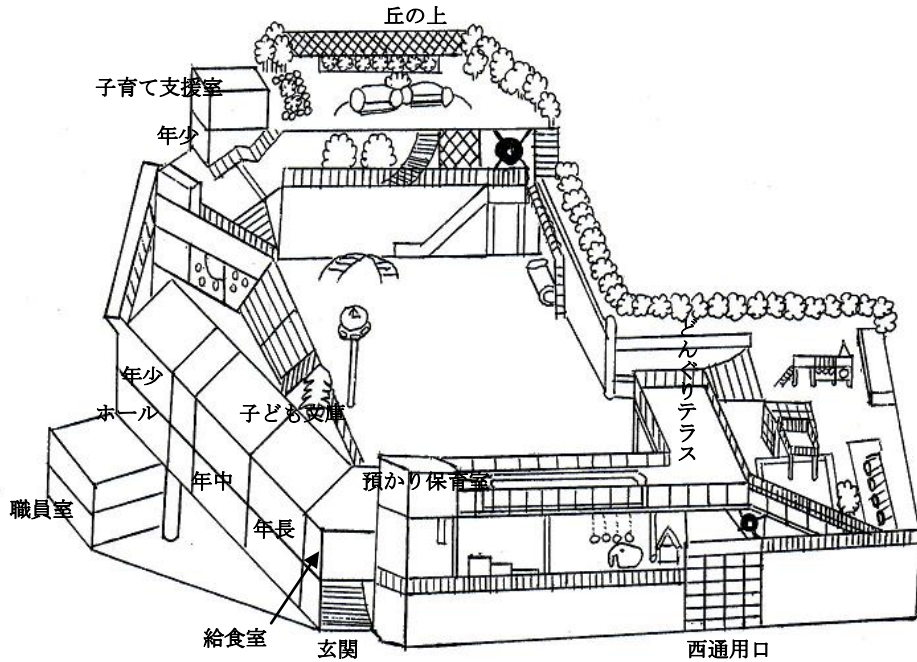 丘の上
子育て支援室
年少
どんぐりテラス
年少
ホール
子ども文庫
年中
預かり保育室
職員室
年長
給食室
玄関
西通用口